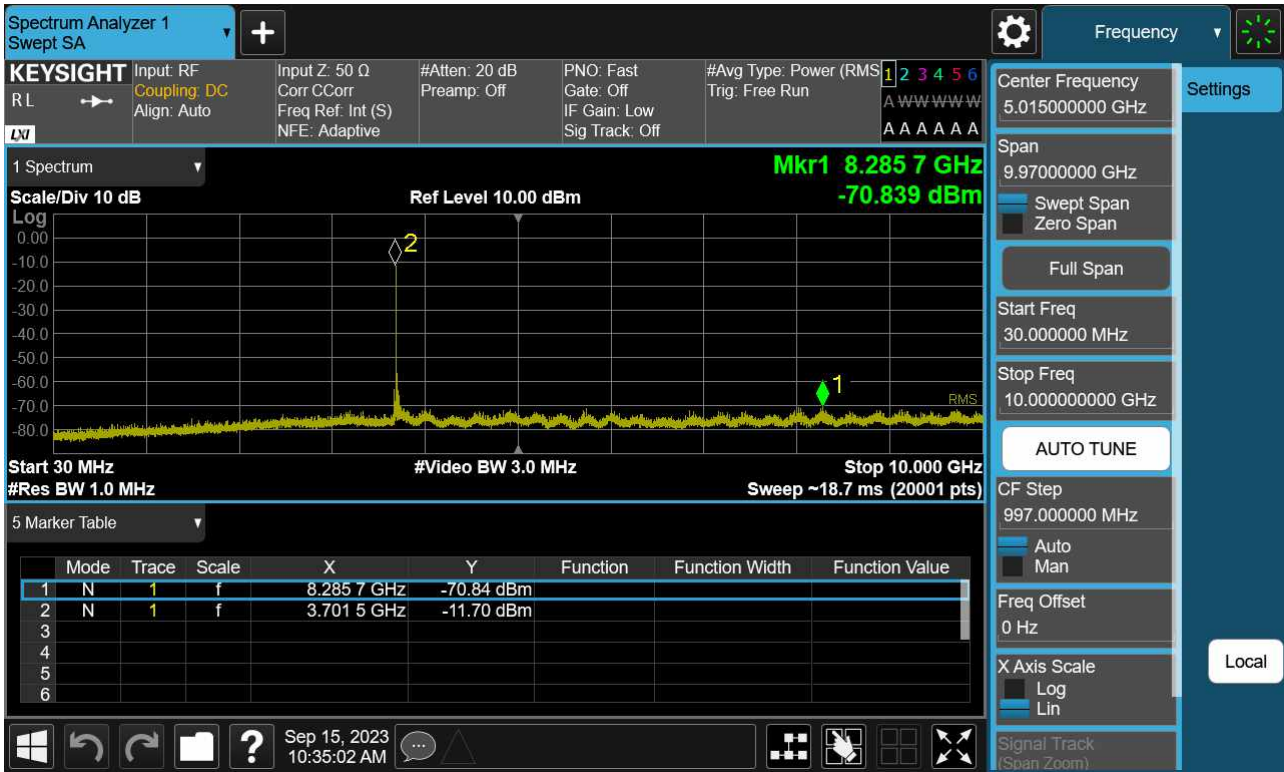 Spectrum Analyzer 1
Swept SA
Frequency
KEYSIGHT
RL
LXI
Input: RF
Coupling: DC
Align: Auto
Input Z: 50 Ω
Corr CCorr
Freq Ref: Int (S)
NFE: Adaptive
#Atten: 20 dB
Preamp: Off
PNO: Fast
Gate: Off
IF Gain: Low
Sig Track: Off
#Avg Type: Power (RMS
Trig: Free Run
1 2 3 4 5 6
A W W W W W
A A A A A A
1 Spectrum
Mkr1 8.285 7 GHz
-70.839 dBm
Scale/Div 10 dB
Ref Level 10.00 dBm
Log
0.00
-10.0
-20.0
-30.0
-40.0
-50.0
-60.0
-70.0
-80.0
2
1
RMS
Start 30 MHz
#Video BW 3.0 MHz
Stop 10.000 GHz
#Res BW 1.0 MHz
Sweep ~18.7 ms (20001 pts)
5 Marker Table
Mode Trace Scale X Y Function Function Width Function Value
1 N 1 f 8.285 7 GHz -70.84 dBm
2 N 1 f 3.701 5 GHz -11.70 dBm
3
4
5
6
Sep 15, 2023
10:35:02 AM
Center Frequency
5.015000000 GHz
Span
9.97000000 GHz
Swept Span
Zero Span
Full Span
Start Freq
30.000000 MHz
Stop Freq
10.000000000 GHz
AUTO TUNE
CF Step
997.000000 MHz
Auto
Man
Freq Offset
0 Hz
X Axis Scale
Log
Lin
Signal Track
(Span Zoom)
Settings
Local